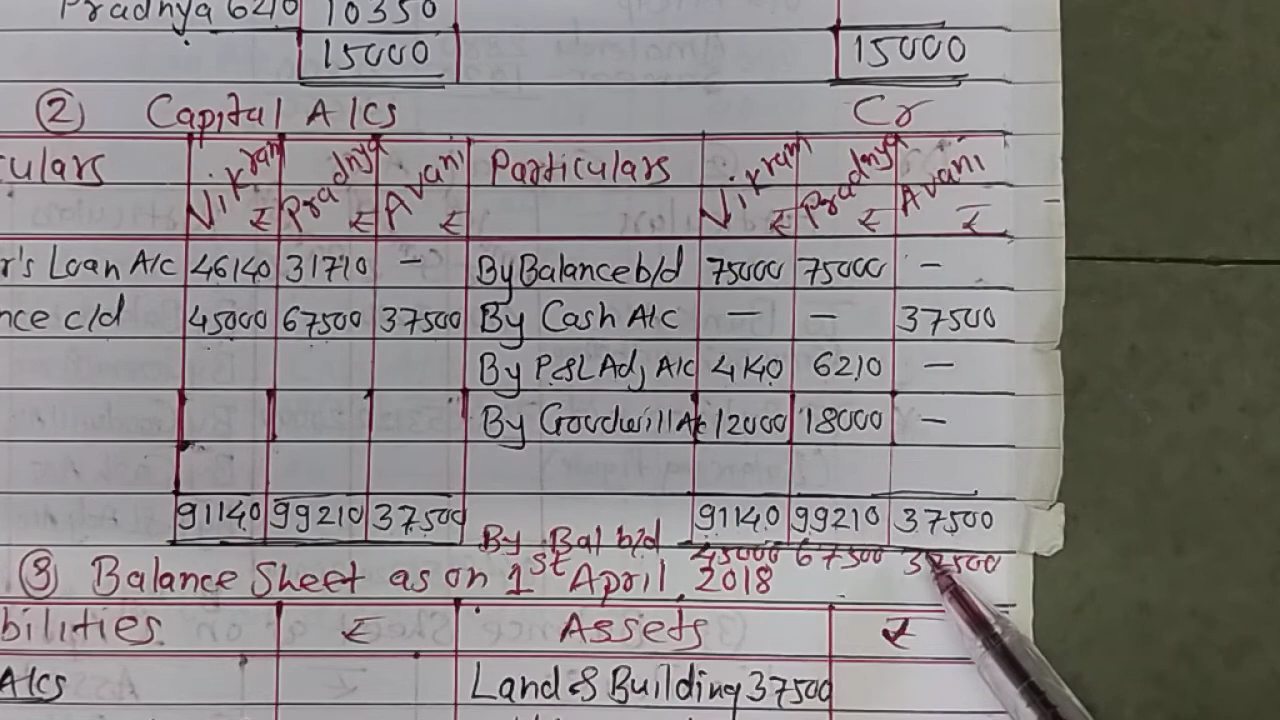 Pradnya 6210 10350
15000 15000
② Capital A/cs Cr
culars Vikram ₹ Pradnya ₹ Avani ₹ Particulars Vikram ₹ Pradnya ₹ Avani ₹
r's Loan A/c 46140 31710 — By Balance b/d 75000 75000 —
nce c/d 45000 67500 37500 By Cash A/c — — 37500
By P.&L Adj A/c 4140 6210 —
By Goodwill A/c 12000 18000 —
91140 99210 37500 91140 99210 37500
By Bal b/d 45000 67500 37500
③ Balance Sheet as on 1st April, 2018
bilities ₹ Assets ₹
A/cs Land & Building 37500